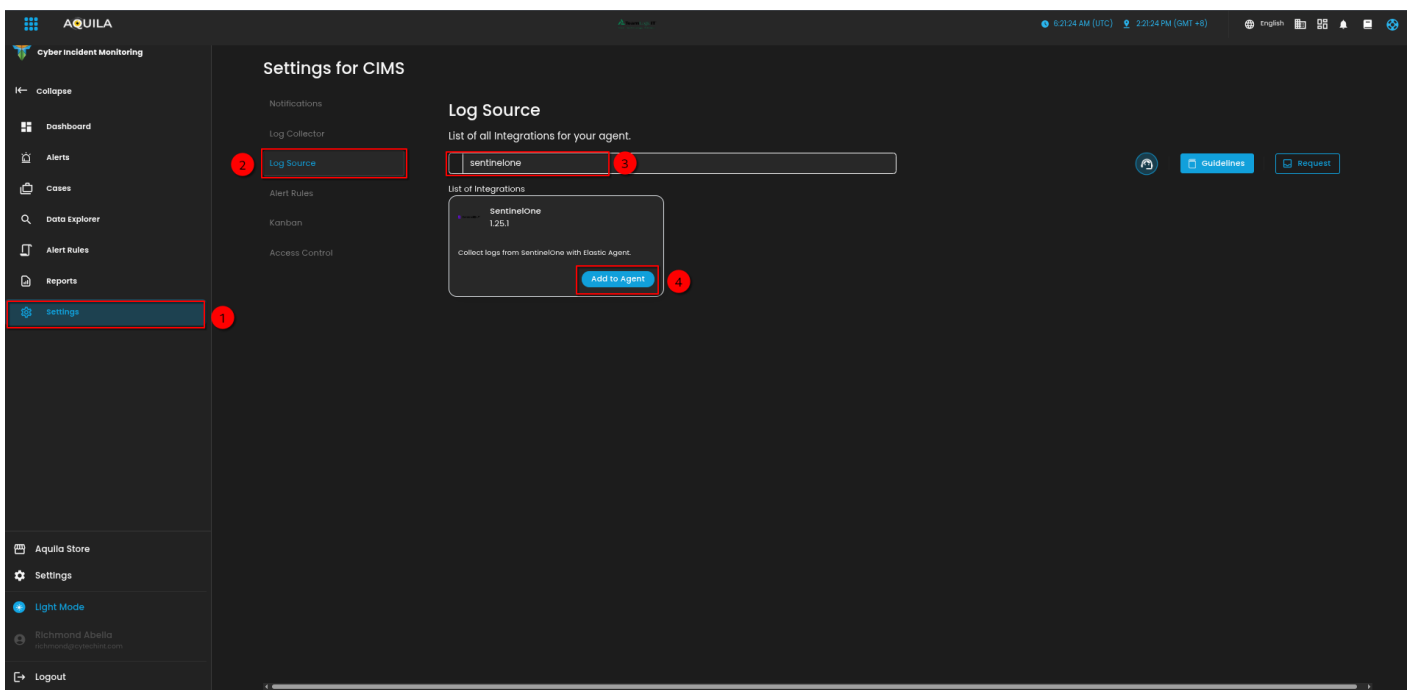 AQUILA
6:21:24 AM (UTC)
2:21:24 PM (GMT +8)
English
Cyber Incident Monitoring
Collapse
Dashboard
Alerts
Cases
Data Explorer
Alert Rules
Reports
Settings
1
Aquila Store
Settings
Light Mode
Richmond Abella
Logout
Settings for CIMS
Notifications
Log Collector
2
Log Source
Alert Rules
Kanban
Access Control
Log Source
List of all Integrations for your agent.
sentinelone
3
Guidelines
Request
List of Integrations
SentinelOne
1.25.1
Collect logs from SentinelOne with Elastic Agent.
Add to Agent
4